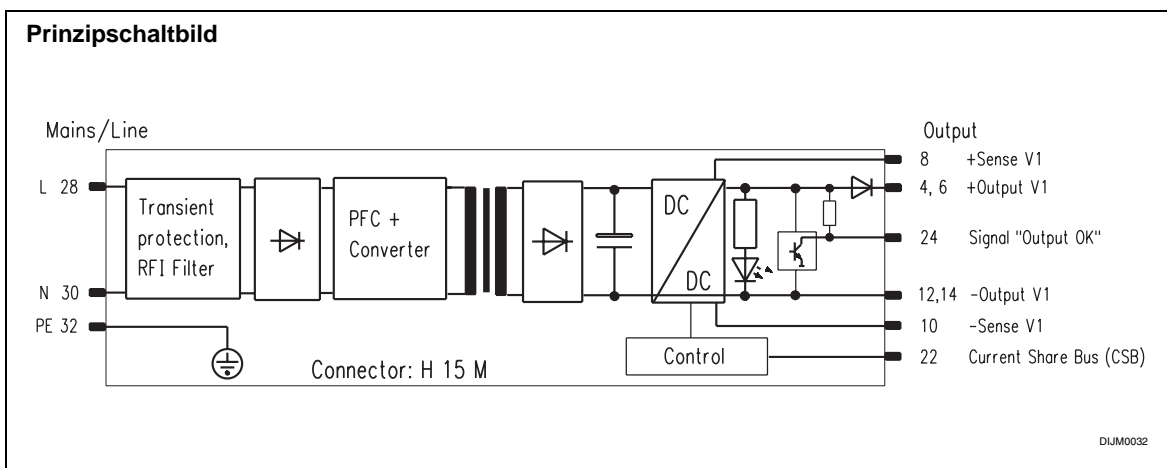 Prinzipschaltbild
Mains/Line
Output
8 +Sense V1
L 28
4, 6 +Output V1
Transient
protection,
RFI Filter
PFC +
Converter
DC
DC
24 Signal "Output OK"
N 30
12,14 -Output V1
PE 32
10 -Sense V1
Control
22 Current Share Bus (CSB)
Connector: H 15 M
DIJM0032